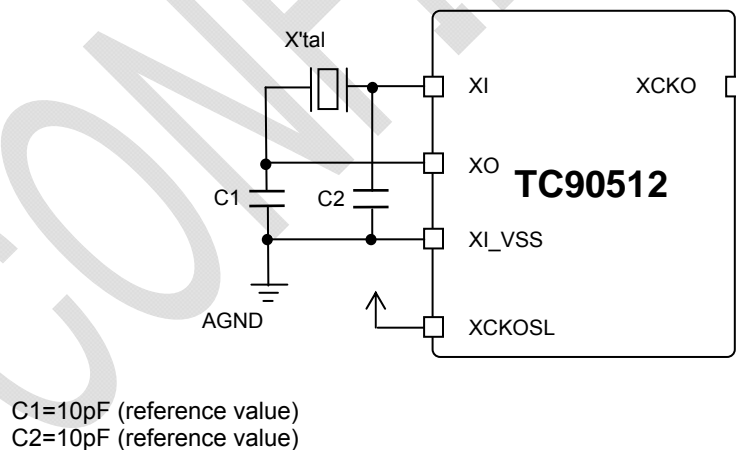 X'tal
XI
XCKO
XO
TC90512
C1
C2
XI_VSS
AGND
XCKOSL
C1=10pF (reference value)
C2=10pF (reference value)